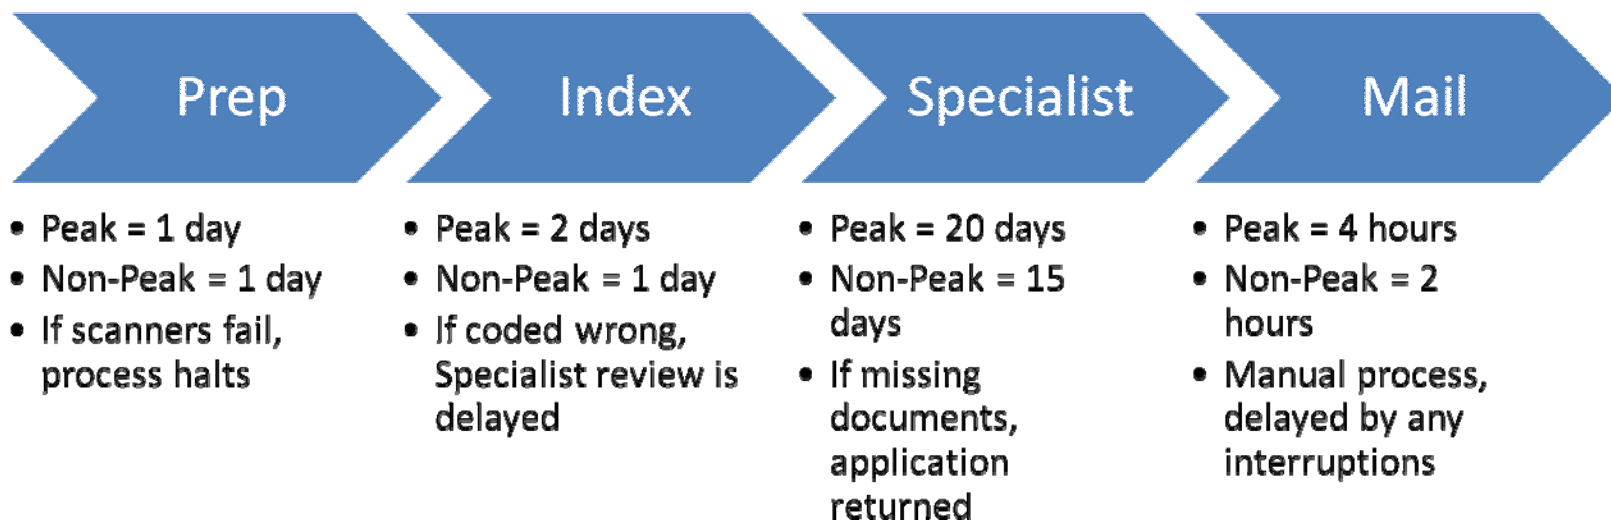 Prep
• Peak = 1 day
• Non-Peak = 1 day
• If scanners fail,
process halts
Index
• Peak = 2 days
• Non-Peak = 1 day
• If coded wrong,
Specialist review is
delayed
Specialist
• Peak = 20 days
• Non-Peak = 15
days
• If missing
documents,
application
returned
Mail
• Peak = 4 hours
• Non-Peak = 2
hours
• Manual process,
delayed by any
interruptions